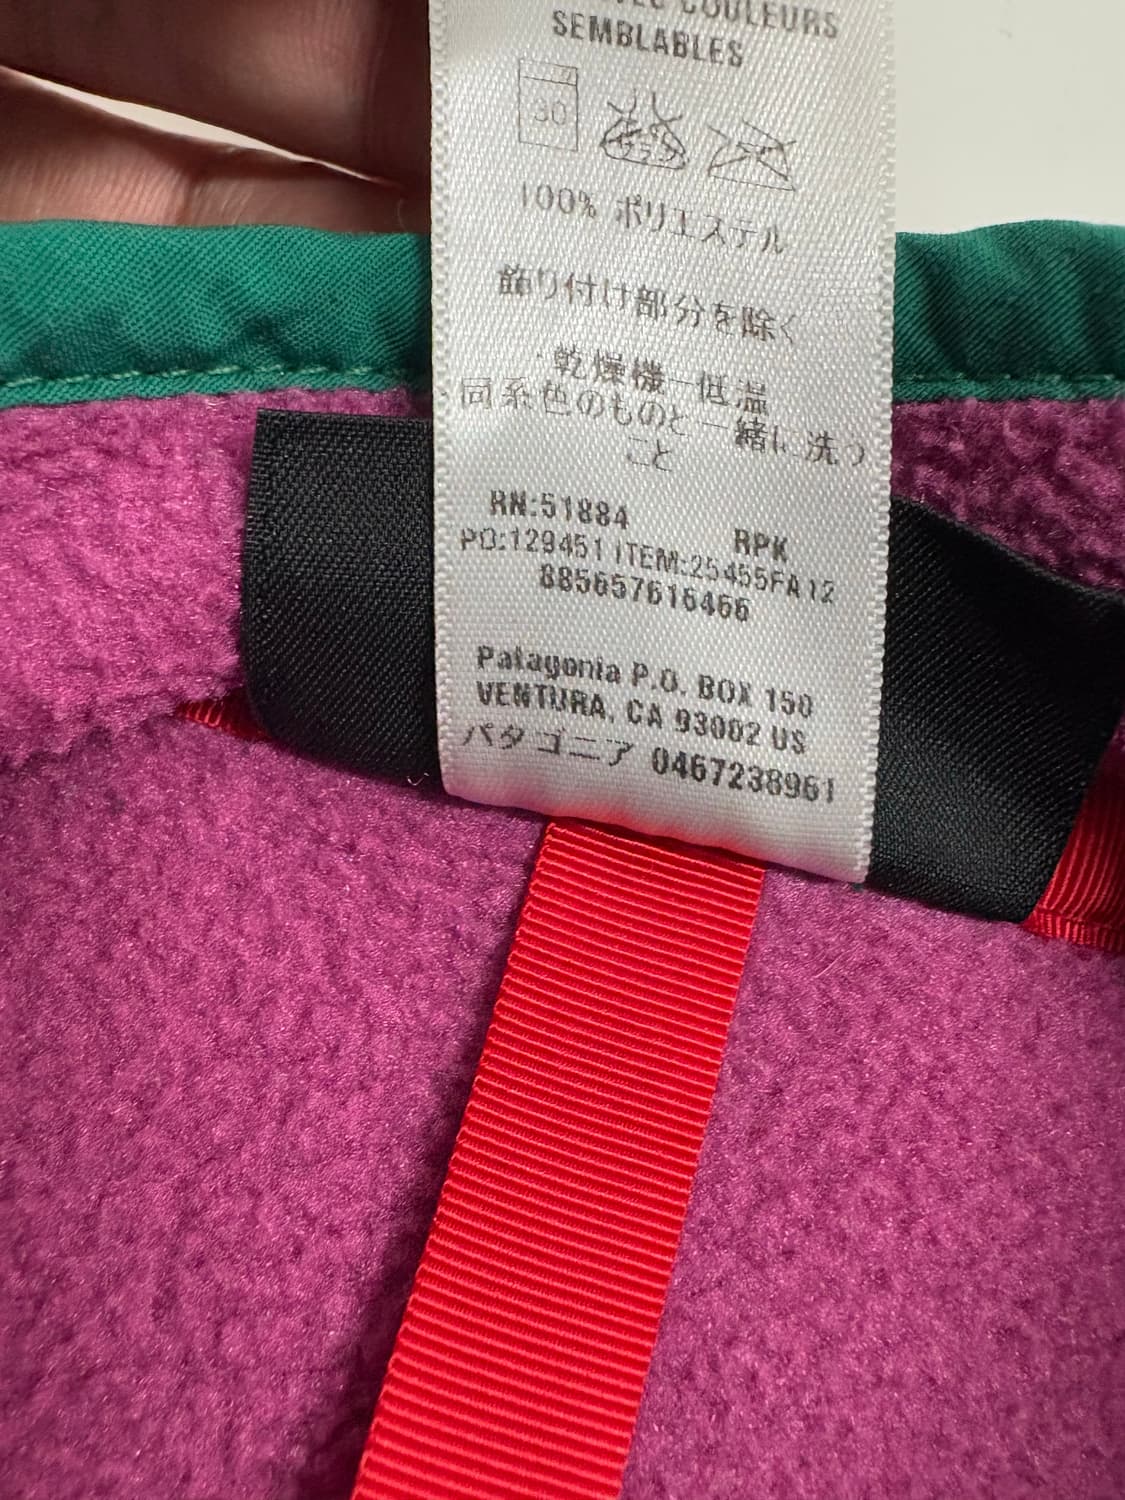 COULEURS
SEMBLABLES
30
100% ポリエステル
飾り付け部分を除く
乾燥機ー低温
同系色のものと一緒に洗う
こと
RN:51884
RPK
PO:129451 ITEM:25455FA12
885657616466
Patagonia P.O. BOX 150
VENTURA, CA 93002 US
パタゴニア 0467238961